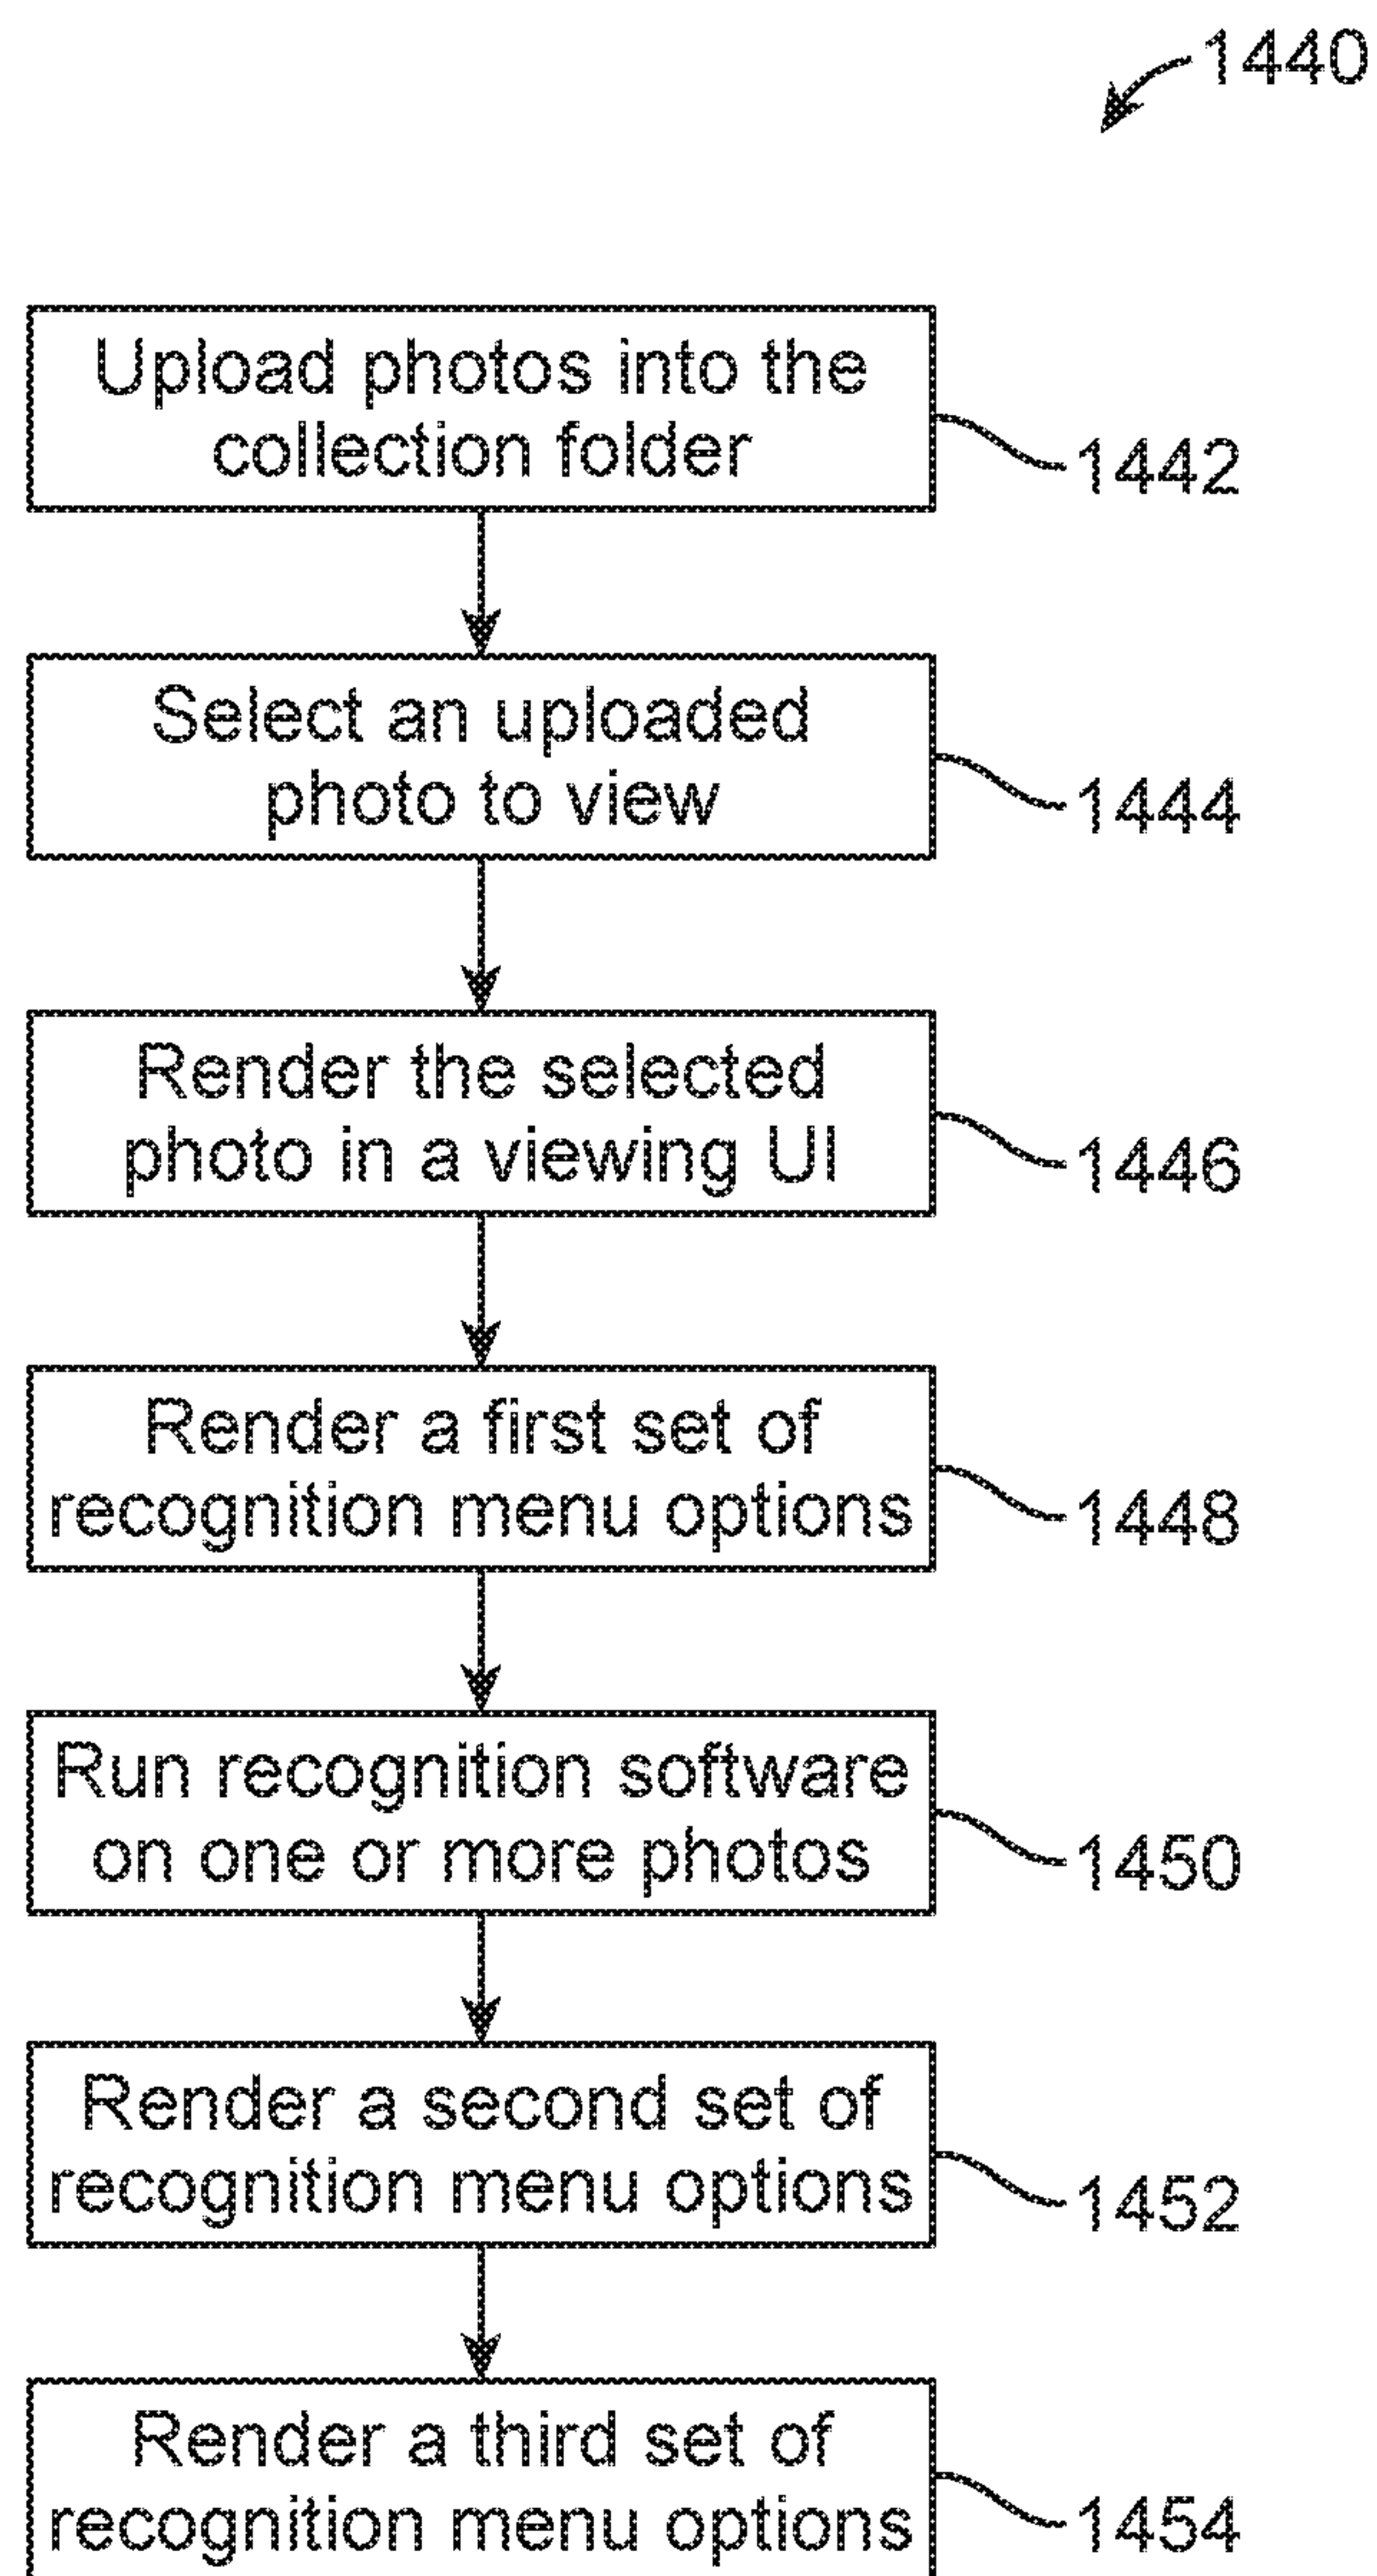 1440
Upload photos into the
collection folder
1442
Select an uploaded
photo to view
1444
Render the selected
photo in a viewing UI
1446
Render a first set of
recognition menu options
1448
Run recognition software
on one or more photos
1450
Render a second set of
recognition menu options
1452
Render a third set of
recognition menu options
1454